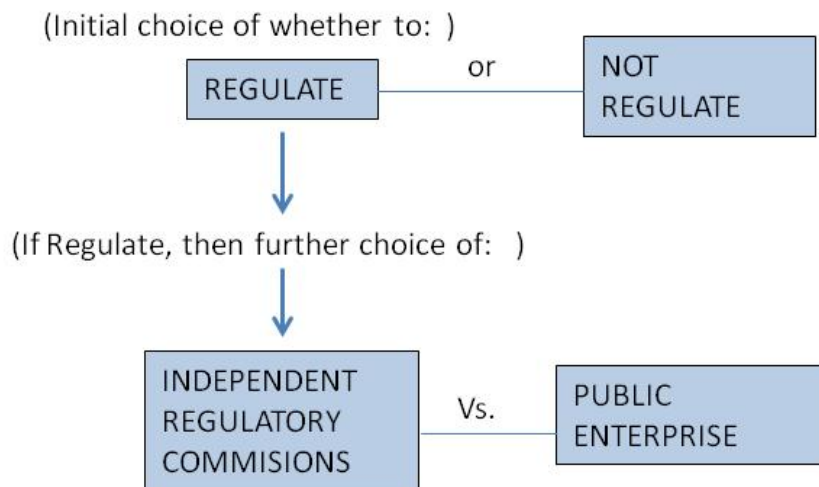 (Initial choice of whether to: )
REGULATE
or
NOT
REGULATE
(If Regulate, then further choice of: )
INDEPENDENT
REGULATORY
COMMISIONS
Vs.
PUBLIC
ENTERPRISE